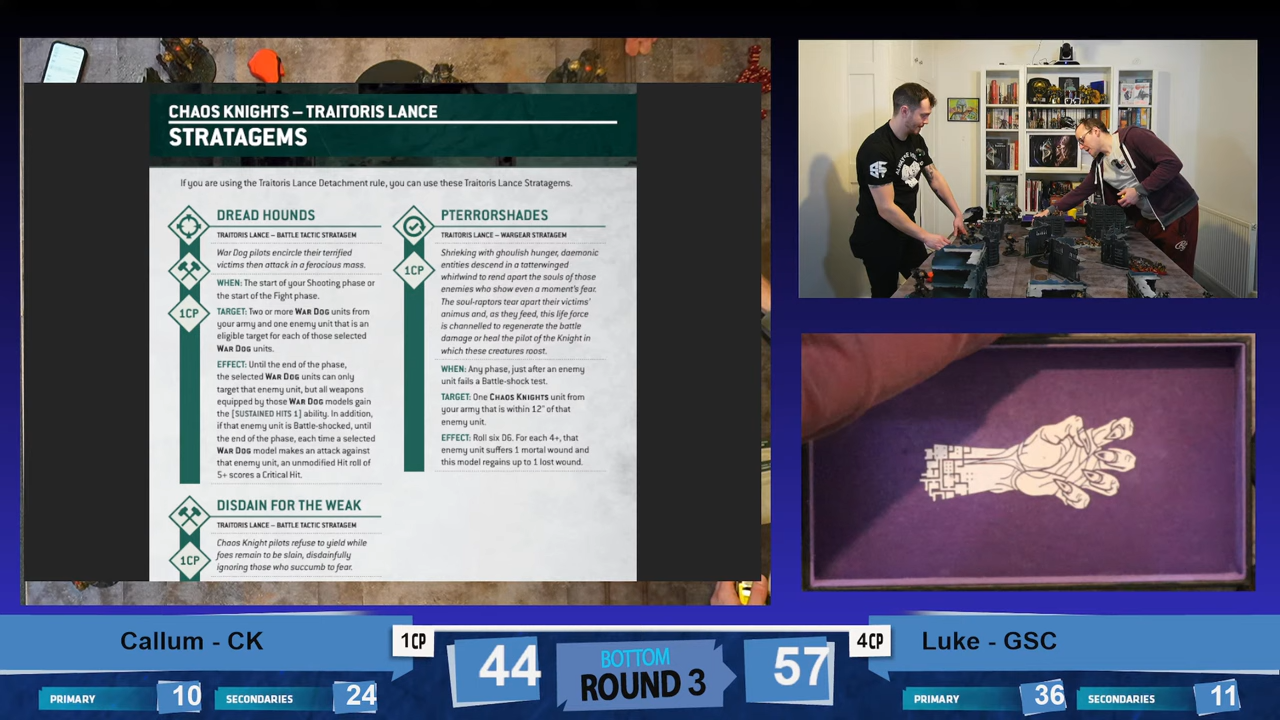 CHAOS KNIGHTS – TRAITORIS LANCE
STRATAGEMS
If you are using the Traitoris Lance Detachment rule, you can use these Traitoris Lance Stratagems.
DREAD HOUNDS
TRAITORIS LANCE – BATTLE TACTIC STRATAGEM
War Dog pilots encircle their terrified
victims then attack in a ferocious mass.
WHEN: The start of your Shooting phase or
the start of the Fight phase.
1CP
TARGET: Two or more WAR DOG units from
your army and one enemy unit that is an
eligible target for each of those selected
WAR DOG units.
EFFECT: Until the end of the phase,
the selected WAR DOG units can only
target that enemy unit, but all weapons
equipped by those WAR DOG models gain
the [SUSTAINED HITS 1] ability. In addition,
if that enemy unit is Battle-shocked, until
the end of the phase, each time a selected
WAR DOG model makes an attack against
that enemy unit, an unmodified Hit roll of
5+ scores a Critical Hit.
DISDAIN FOR THE WEAK
TRAITORIS LANCE – BATTLE TACTIC STRATAGEM
1CP
Chaos Knight pilots refuse to yield while
foes remain to be slain, disdainfully
ignoring those who succumb to fear.
PTERRORSHADES
TRAITORIS LANCE – WARGEAR STRATAGEM
1CP
Shrieking with ghoulish hunger, daemonic
entities descend in a tatterwinged
whirlwind to rend apart the souls of those
enemies who show even a moment's fear.
The soul-raptors tear apart their victims'
animus and, as they feed, this life force
is channelled to regenerate the battle
damage or heal the pilot of the Knight in
which these creatures roost.
WHEN: Any phase, just after an enemy
unit fails a Battle-shock test.
TARGET: One CHAOS KNIGHTS unit from
your army that is within 12" of that
enemy unit.
EFFECT: Roll six D6. For each 4+, that
enemy unit suffers 1 mortal wound and
this model regains up to 1 lost wound.
Callum - CK
1CP
44
BOTTOM
ROUND 3
57
4CP
Luke - GSC
PRIMARY
10
SECONDARIES
24
PRIMARY
36
SECONDARIES
11